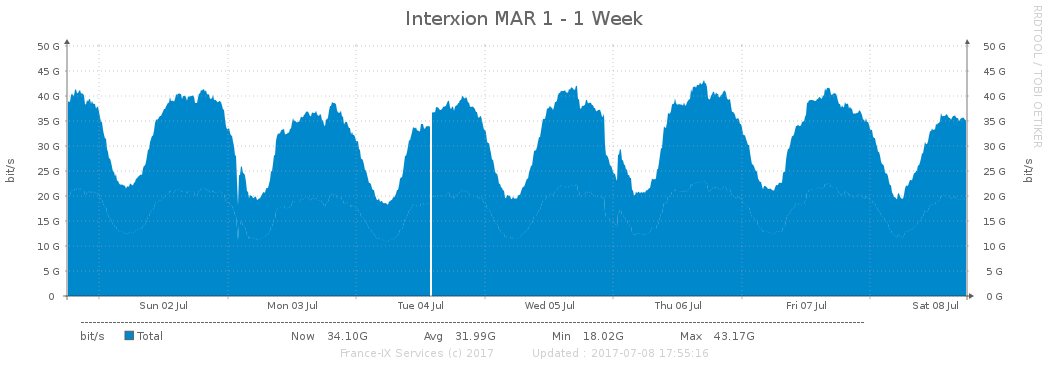 Interxion MAR 1 - 1 Week
RRDTOOL / TOBI OETIKER
50 G 50 G
45 G 45 G
40 G 40 G
35 G 35 G
30 G 30 G
25 G 25 G
20 G 20 G
15 G 15 G
10 G 10 G
5 G 5 G
0 0 G
bit/s bit/s
Sun 02 Jul Mon 03 Jul Tue 04 Jul Wed 05 Jul Thu 06 Jul Fri 07 Jul Sat 08 Jul
bit/s Total Now 34.10G Avg 31.99G Min 18.02G Max 43.17G
France-IX Services (c) 2017 Updated : 2017-07-08 17:55:16